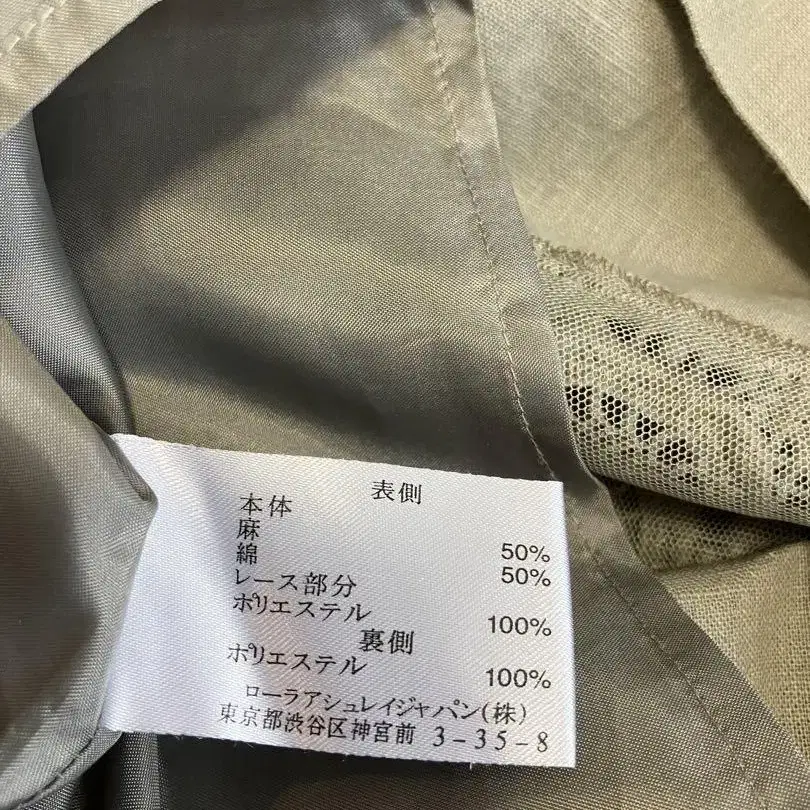 表側
本体
麻 50%
綿 50%
レース部分
ポリエステル 100%
裏側
ポリエステル 100%
ローラアシュレイジャパン(株)
東京都渋谷区神宮前 3-35-8